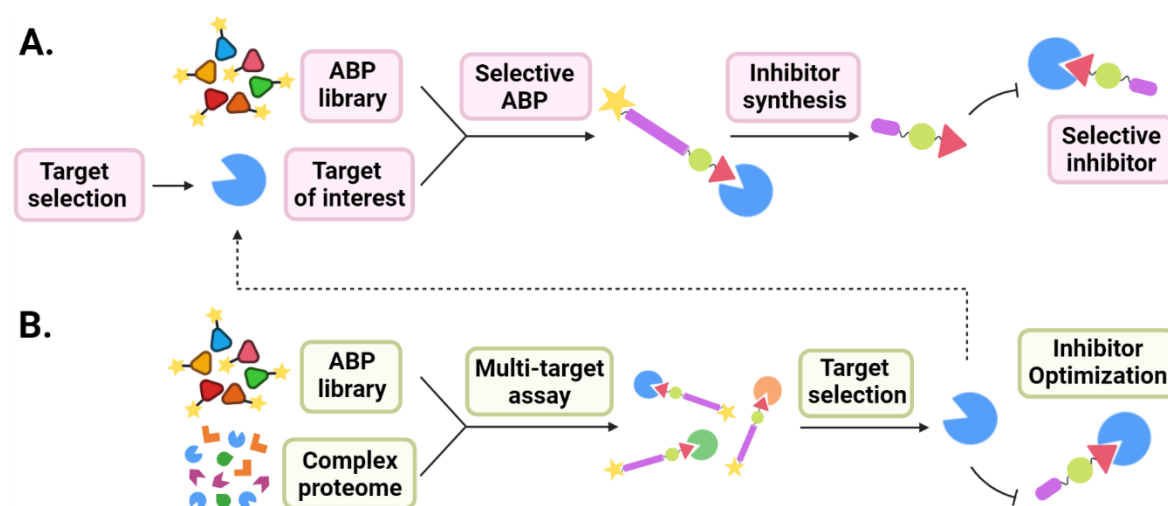 A.
ABP
library
Selective
ABP
Inhibitor
synthesis
Target
selection
Target
of interest
Selective
inhibitor
B.
ABP
library
Multi-target
assay
Target
selection
Inhibitor
Optimization
Complex
proteome